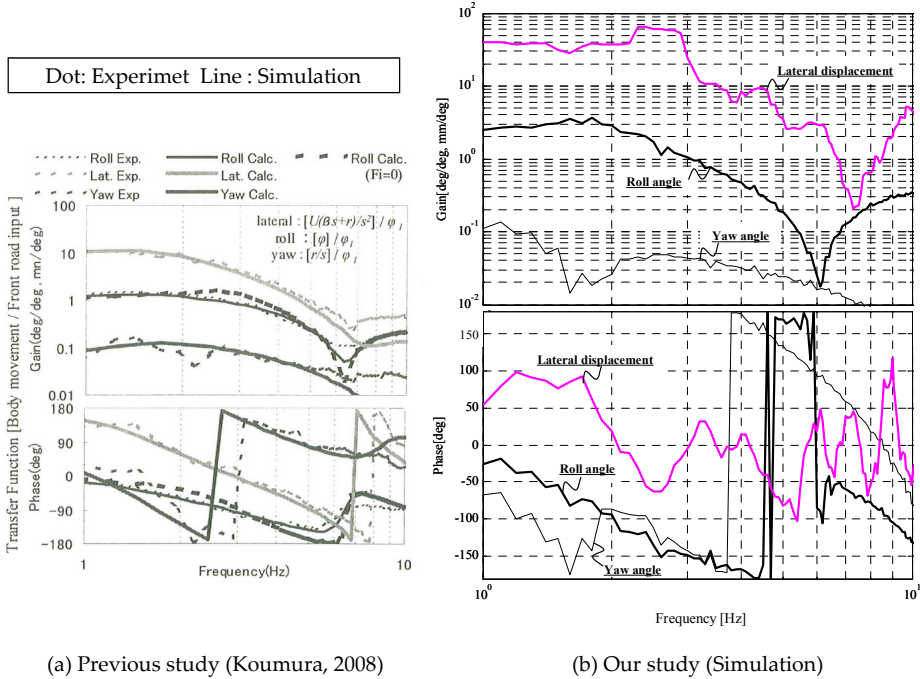 Dot: Experimet Line : Simulation
Roll Exp. Roll Calc. Roll Calc.
Lat. Exp. Lat. Calc. (Fi=0)
Yaw Exp Yaw Calc.
Transfer Function [Body movement / Front road input ]
Gain(deg/deg , mm/deg)
100
10
1
0.1
0.01
lateral : [U(βs+r)/s²] / φ_I
roll : [φ] / φ_I
yaw : [r/s] / φ_I
Phase(deg)
180
90
0
-90
-180
1 10
Frequency(Hz)
(a) Previous study (Koumura, 2008)
Gain[deg/deg, mm/deg]
10²
10¹
10⁰
10⁻¹
10⁻²
Lateral displacement
Roll angle
Yaw angle
Phase[deg]
150
100
50
0
-50
-100
-150
Lateral displacement
Roll angle
Yaw angle
10⁰ 10¹
Frequency [Hz]
(b) Our study (Simulation)